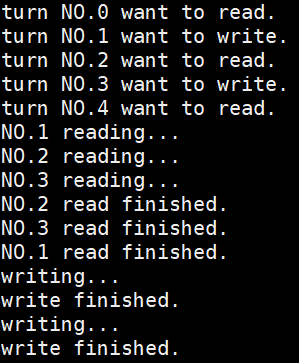 turn NO.0 want to read.
turn NO.1 want to write.
turn NO.2 want to read.
turn NO.3 want to write.
turn NO.4 want to read.
NO.1 reading...
NO.2 reading...
NO.3 reading...
NO.2 read finished.
NO.3 read finished.
NO.1 read finished.
writing...
write finished.
writing...
write finished.